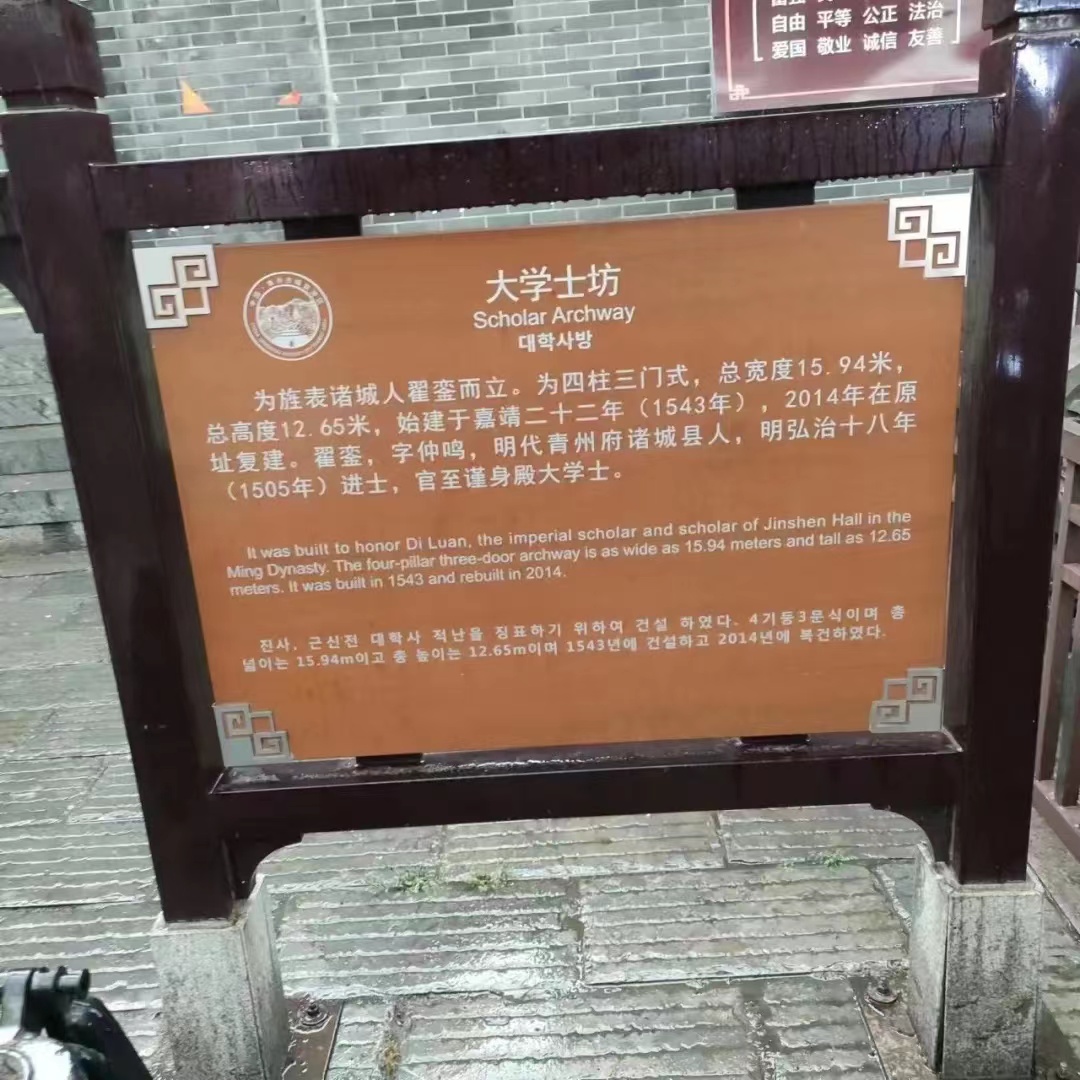 自由 平等 公正 法治
爱国 敬业 诚信 友善
大学士坊
Scholar Archway
대학사방
为旌表诸城人翟銮而立。为四柱三门式，总宽度15.94米，
总高度12.65米，始建于嘉靖二十二年（1543年），2014年在原
址复建。翟銮，字仲鸣，明代青州府诸城县人，明弘治十八年
（1505年）进士，官至谨身殿大学士。
It was built to honor Di Luan, the imperial scholar and scholar of Jinshen Hall in the
Ming Dynasty. The four-pillar three-door archway is as wide as 15.94 meters and tall as 12.65
meters. It was built in 1543 and rebuilt in 2014.
진사, 근신전 대학사 적난을 징표하기 위하여 건설 하였다. 4기둥3문식이며 총
넓이는 15.94m이고 총 높이는 12.65m이며 1543년에 건설하고 2014년에 복건하였다.